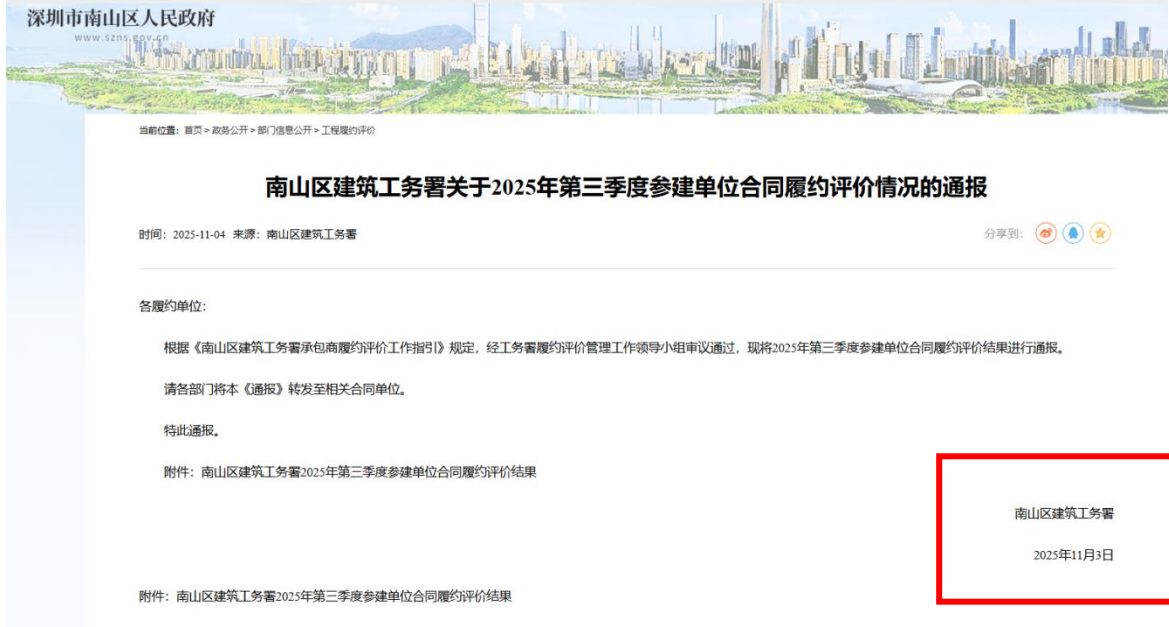 深圳市南山区人民政府
www.szns.gov.cn
当前位置：首页 > 政务公开 > 部门信息公开 > 工程履约评价
南山区建筑工务署关于2025年第三季度参建单位合同履约评价情况的通报
时间：2025-11-04 来源：南山区建筑工务署
分享到：
各履约单位：
根据《南山区建筑工务署承包商履约评价工作指引》规定，经工务署履约评价管理工作领导小组审议通过，现将2025年第三季度参建单位合同履约评价结果进行通报。
请各部门将本《通报》转发至相关合同单位。
特此通报。
附件：南山区建筑工务署2025年第三季度参建单位合同履约评价结果
南山区建筑工务署
2025年11月3日
附件：南山区建筑工务署2025年第三季度参建单位合同履约评价结果